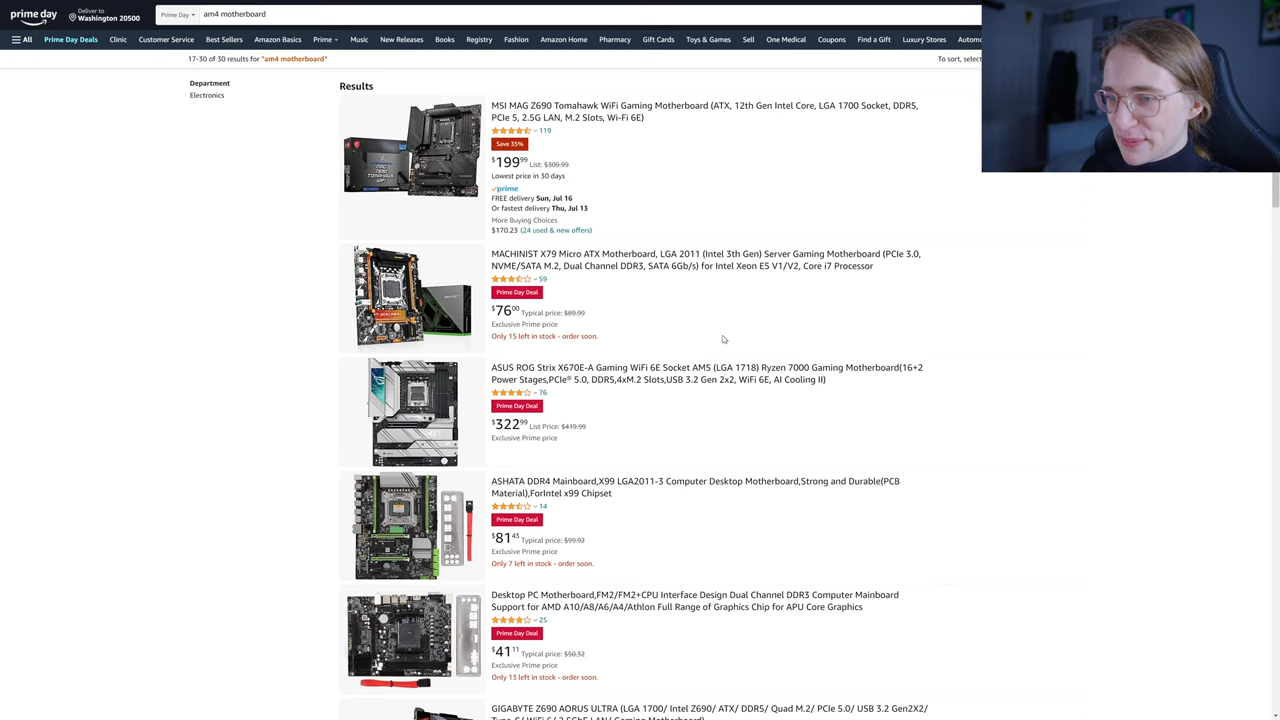 prime day
Deliver to
Washington 20500
Prime Day
am4 motherboard
All
Prime Day Deals
Clinic
Customer Service
Best Sellers
Amazon Basics
Prime
Music
New Releases
Books
Registry
Fashion
Amazon Home
Pharmacy
Gift Cards
Toys & Games
Sell
One Medical
Coupons
Find a Gift
Luxury Stores
Automo
17-30 of 30 results for "am4 motherboard"
To sort, select
Department
Electronics
Results
MSI MAG Z690 Tomahawk WiFi Gaming Motherboard (ATX, 12th Gen Intel Core, LGA 1700 Socket, DDR5,
PCIe 5, 2.5G LAN, M.2 Slots, Wi-Fi 6E)
119
Save 35%
$199.99 List: $309.99
Lowest price in 30 days
prime
FREE delivery Sun, Jul 16
Or fastest delivery Thu, Jul 13
More Buying Choices
$170.23 (24 used & new offers)
MACHINIST X79 Micro ATX Motherboard, LGA 2011 (Intel 3th Gen) Server Gaming Motherboard (PCIe 3.0,
NVME/SATA M.2, Dual Channel DDR3, SATA 6Gb/s) for Intel Xeon E5 V1/V2, Core i7 Processor
59
Prime Day Deal
$76.00 Typical price: $89.99
Exclusive Prime price
Only 15 left in stock - order soon.
ASUS ROG Strix X670E-A Gaming WiFi 6E Socket AM5 (LGA 1718) Ryzen 7000 Gaming Motherboard(16+2
Power Stages,PCIe® 5.0, DDR5,4xM.2 Slots,USB 3.2 Gen 2x2, WiFi 6E, AI Cooling II)
76
Prime Day Deal
$322.99 List Price: $419.99
Exclusive Prime price
ASHATA DDR4 Mainboard,X99 LGA2011-3 Computer Desktop Motherboard,Strong and Durable(PCB
Material),ForIntel x99 Chipset
14
Prime Day Deal
$81.43 Typical price: $99.92
Exclusive Prime price
Only 7 left in stock - order soon.
Desktop PC Motherboard,FM2/FM2+CPU Interface Design Dual Channel DDR3 Computer Mainboard
Support for AMD A10/A8/A6/A4/Athlon Full Range of Graphics Chip for APU Core Graphics
25
Prime Day Deal
$41.11 Typical price: $50.32
Exclusive Prime price
Only 13 left in stock - order soon.
GIGABYTE Z690 AORUS ULTRA (LGA 1700/ Intel Z690/ ATX/ DDR5/ Quad M.2/ PCIe 5.0/ USB 3.2 Gen2X2/